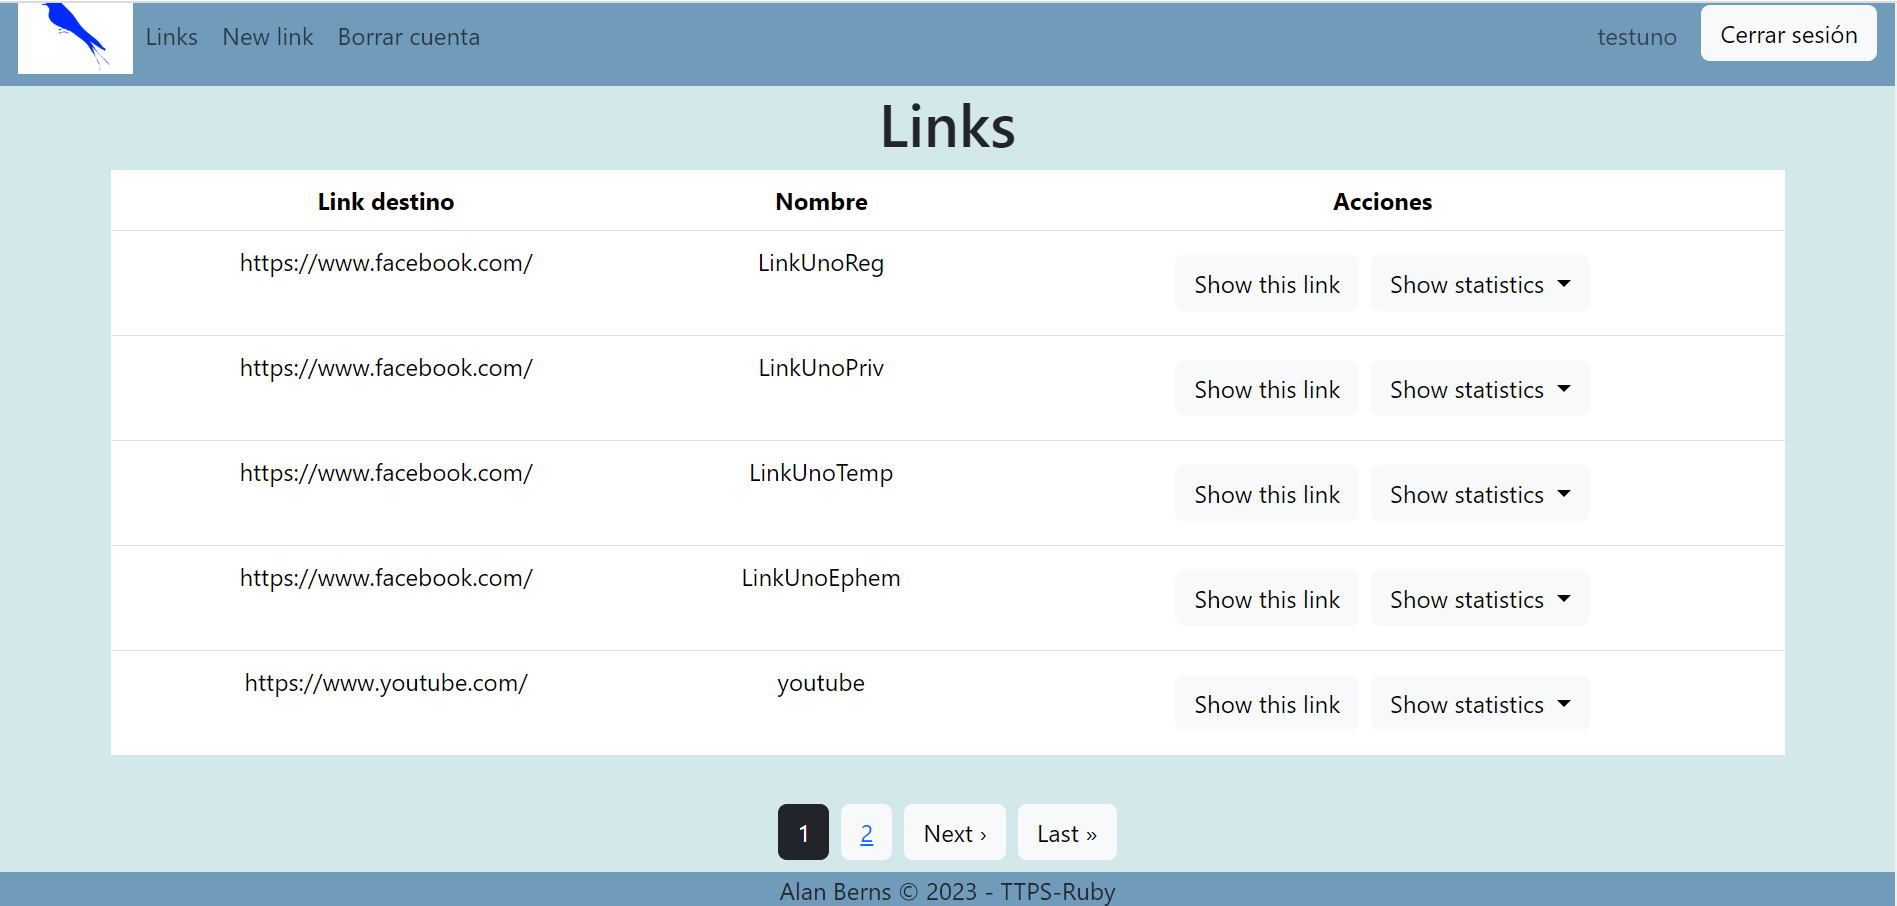 Links New link Borrar cuenta testuno Cerrar sesión
Links
Link destino Nombre Acciones
https://www.facebook.com/ LinkUnoReg Show this link Show statistics
https://www.facebook.com/ LinkUnoPriv Show this link Show statistics
https://www.facebook.com/ LinkUnoTemp Show this link Show statistics
https://www.facebook.com/ LinkUnoEphem Show this link Show statistics
https://www.youtube.com/ youtube Show this link Show statistics
1 2 Next › Last »
Alan Berns © 2023 - TTPS-Ruby